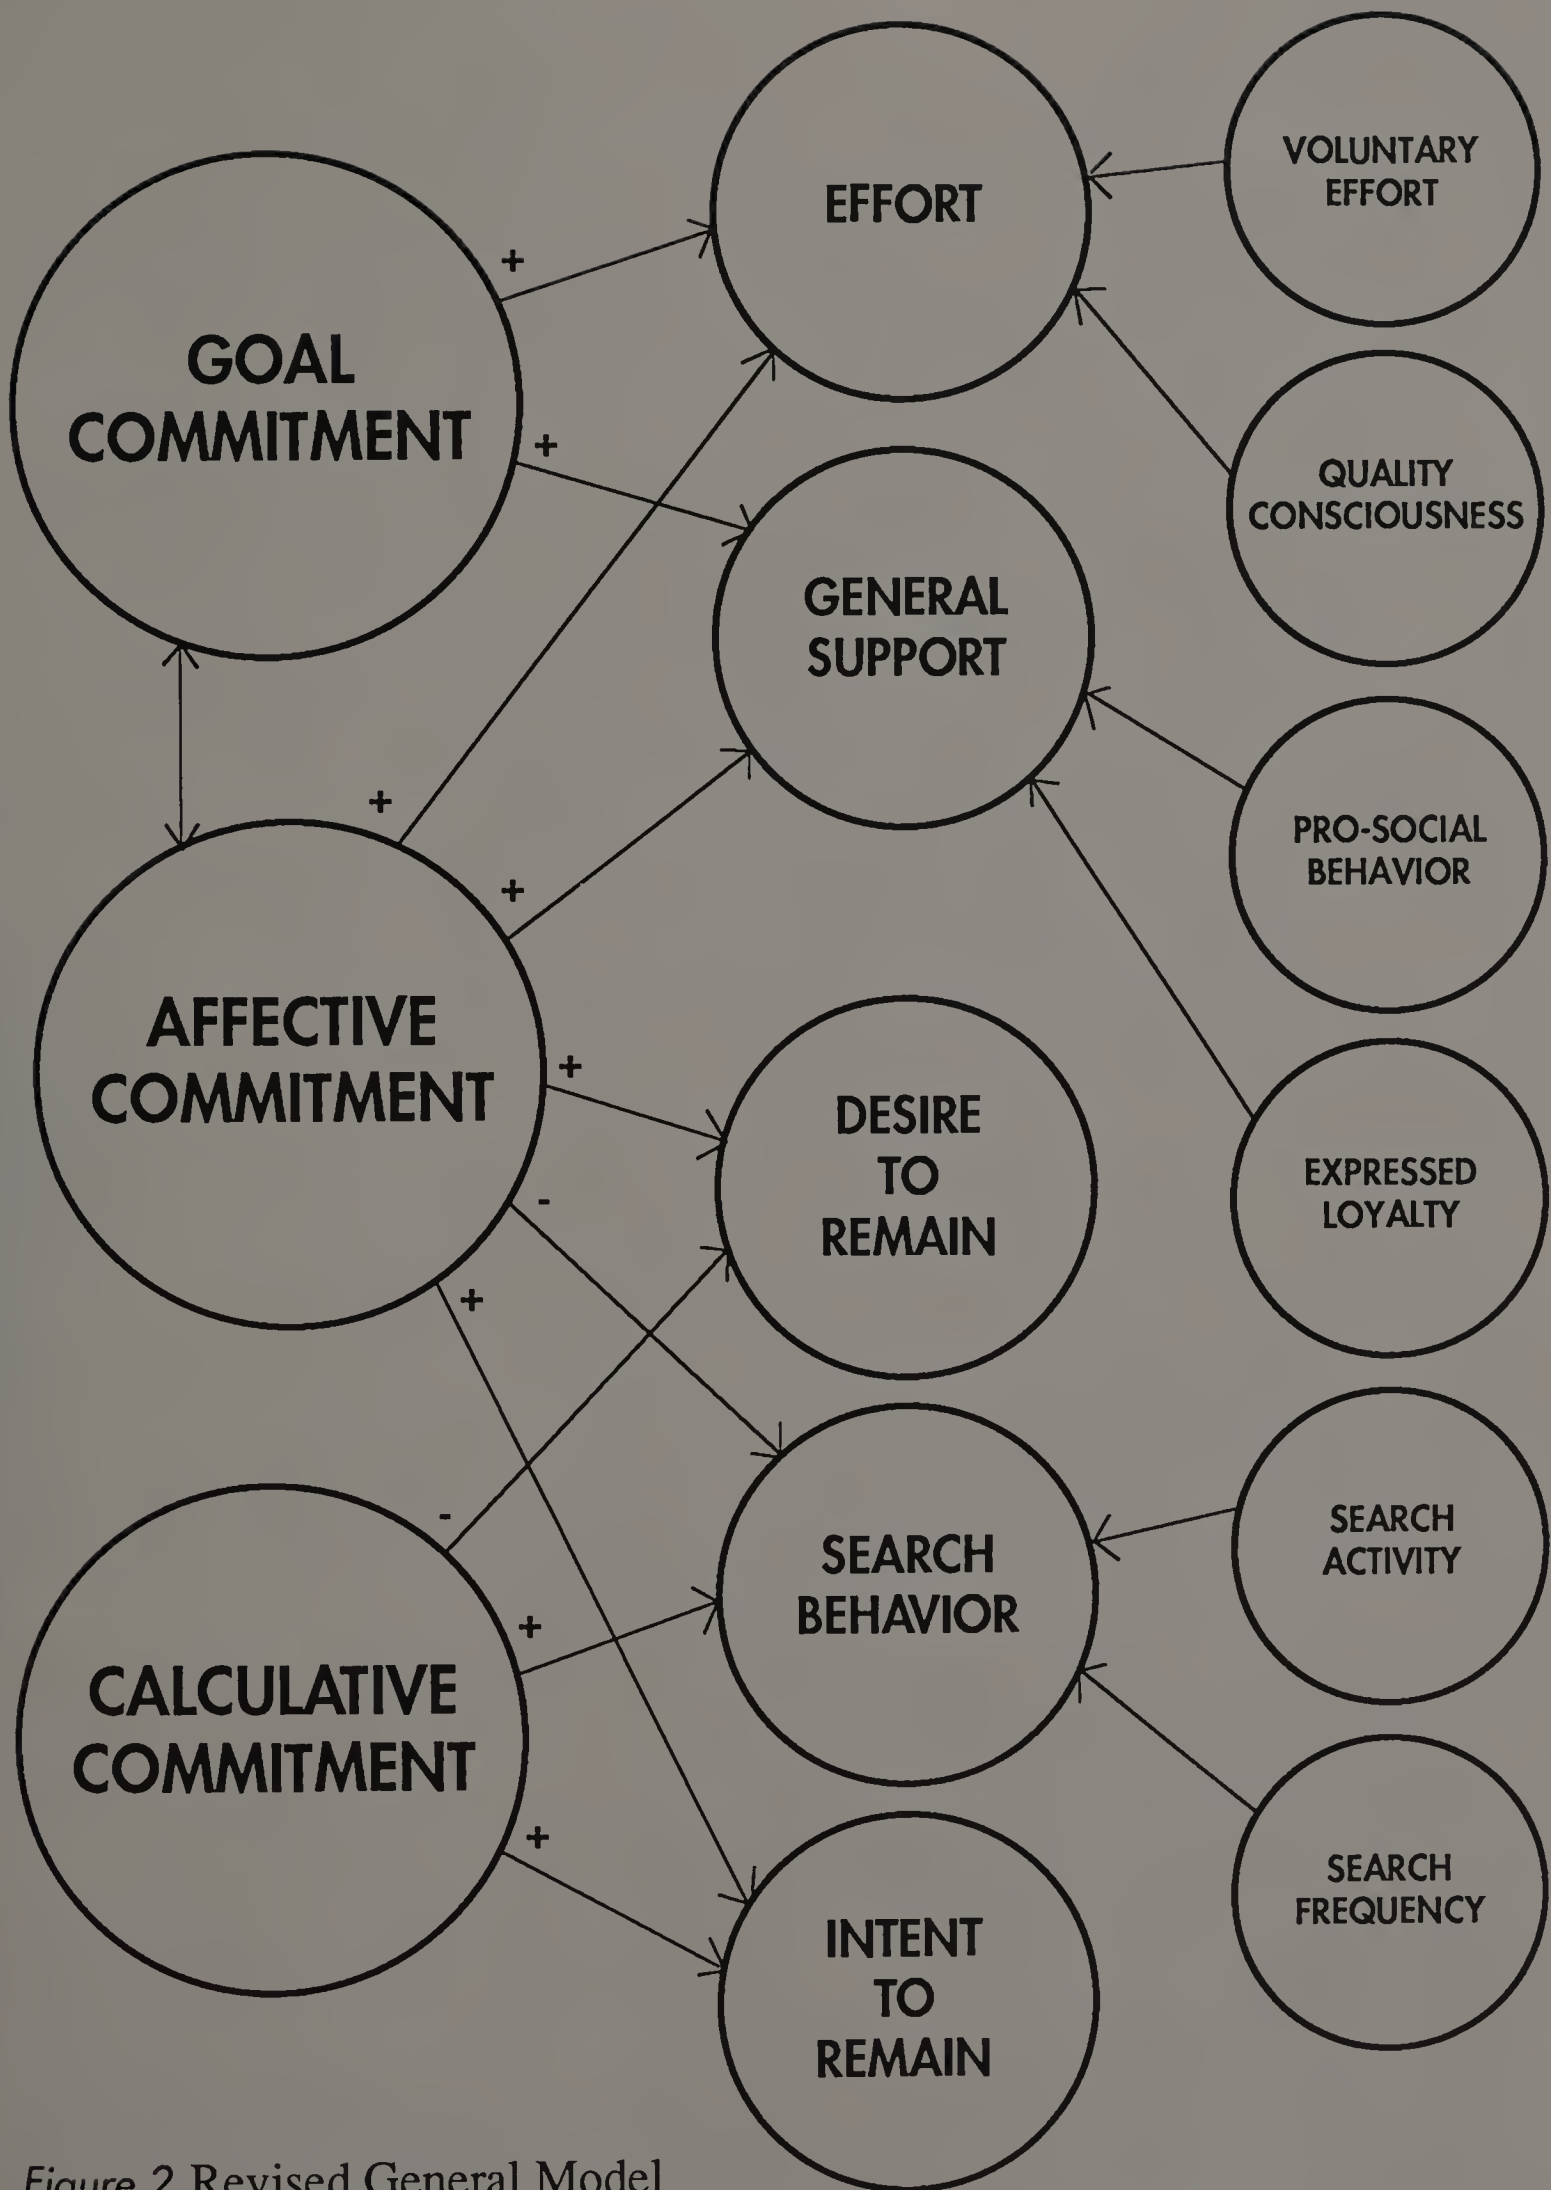 EFFORT
VOLUNTARY
EFFORT
+
GOAL
COMMITMENT
+
QUALITY
CONSCIOUSNESS
GENERAL
SUPPORT
+
PRO-SOCIAL
BEHAVIOR
+
AFFECTIVE
COMMITMENT
+
DESIRE
TO
REMAIN
EXPRESSED
LOYALTY
-
+
-
SEARCH
BEHAVIOR
SEARCH
ACTIVITY
+
CALCULATIVE
COMMITMENT
+
SEARCH
FREQUENCY
INTENT
TO
REMAIN
Figure 2 Revised General Model